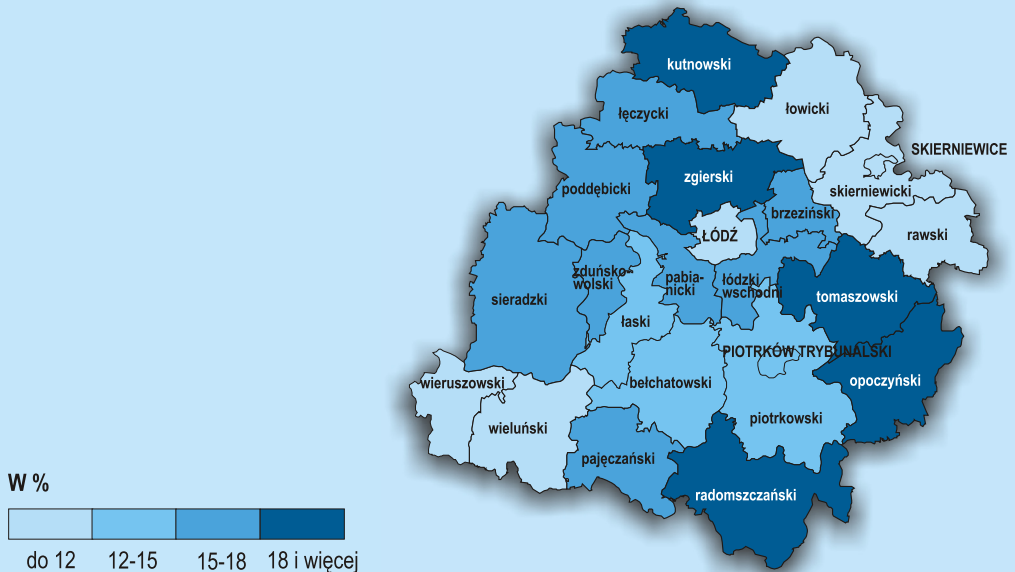 kutnowski
łowicki
łęczycki
SKIERNIEWICE
zgierski
poddębicki
skierniewicki
brzeziński
ŁÓDŹ
rawski
zduńsko-
wolski
pabia-
nicki
łódzki
wschodni
sieradzki
tomaszowski
łaski
PIOTRKÓW TRYBUNALSKI
wieruszowski
bełchatowski
opoczyński
piotrkowski
wieluński
pajęczański
radomszczański
W %
do 12
12-15
15-18
18 i więcej